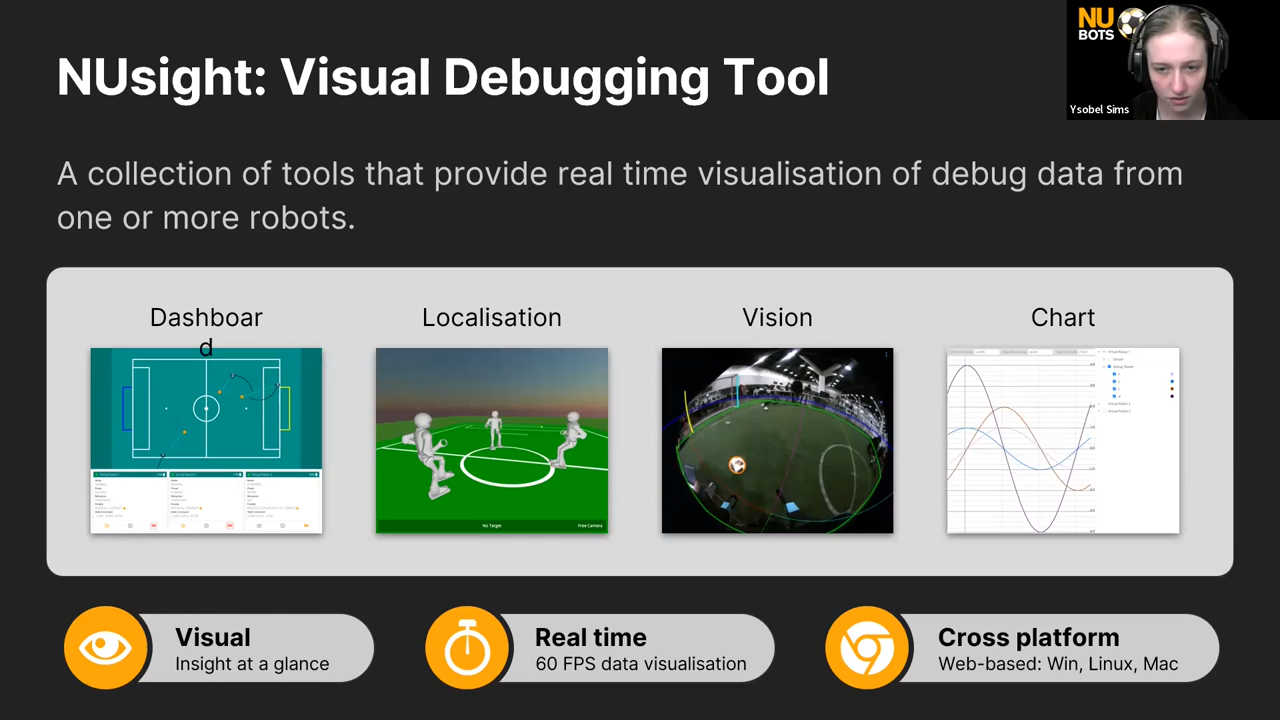 NUsight: Visual Debugging Tool
NU
BOTS
Ysobel Sims
A collection of tools that provide real time visualisation of debug data from
one or more robots.
Dashboar
d
Localisation
Vision
Chart
No Target
Free Camera
Visual
Insight at a glance
Real time
60 FPS data visualisation
Cross platform
Web-based: Win, Linux, Mac